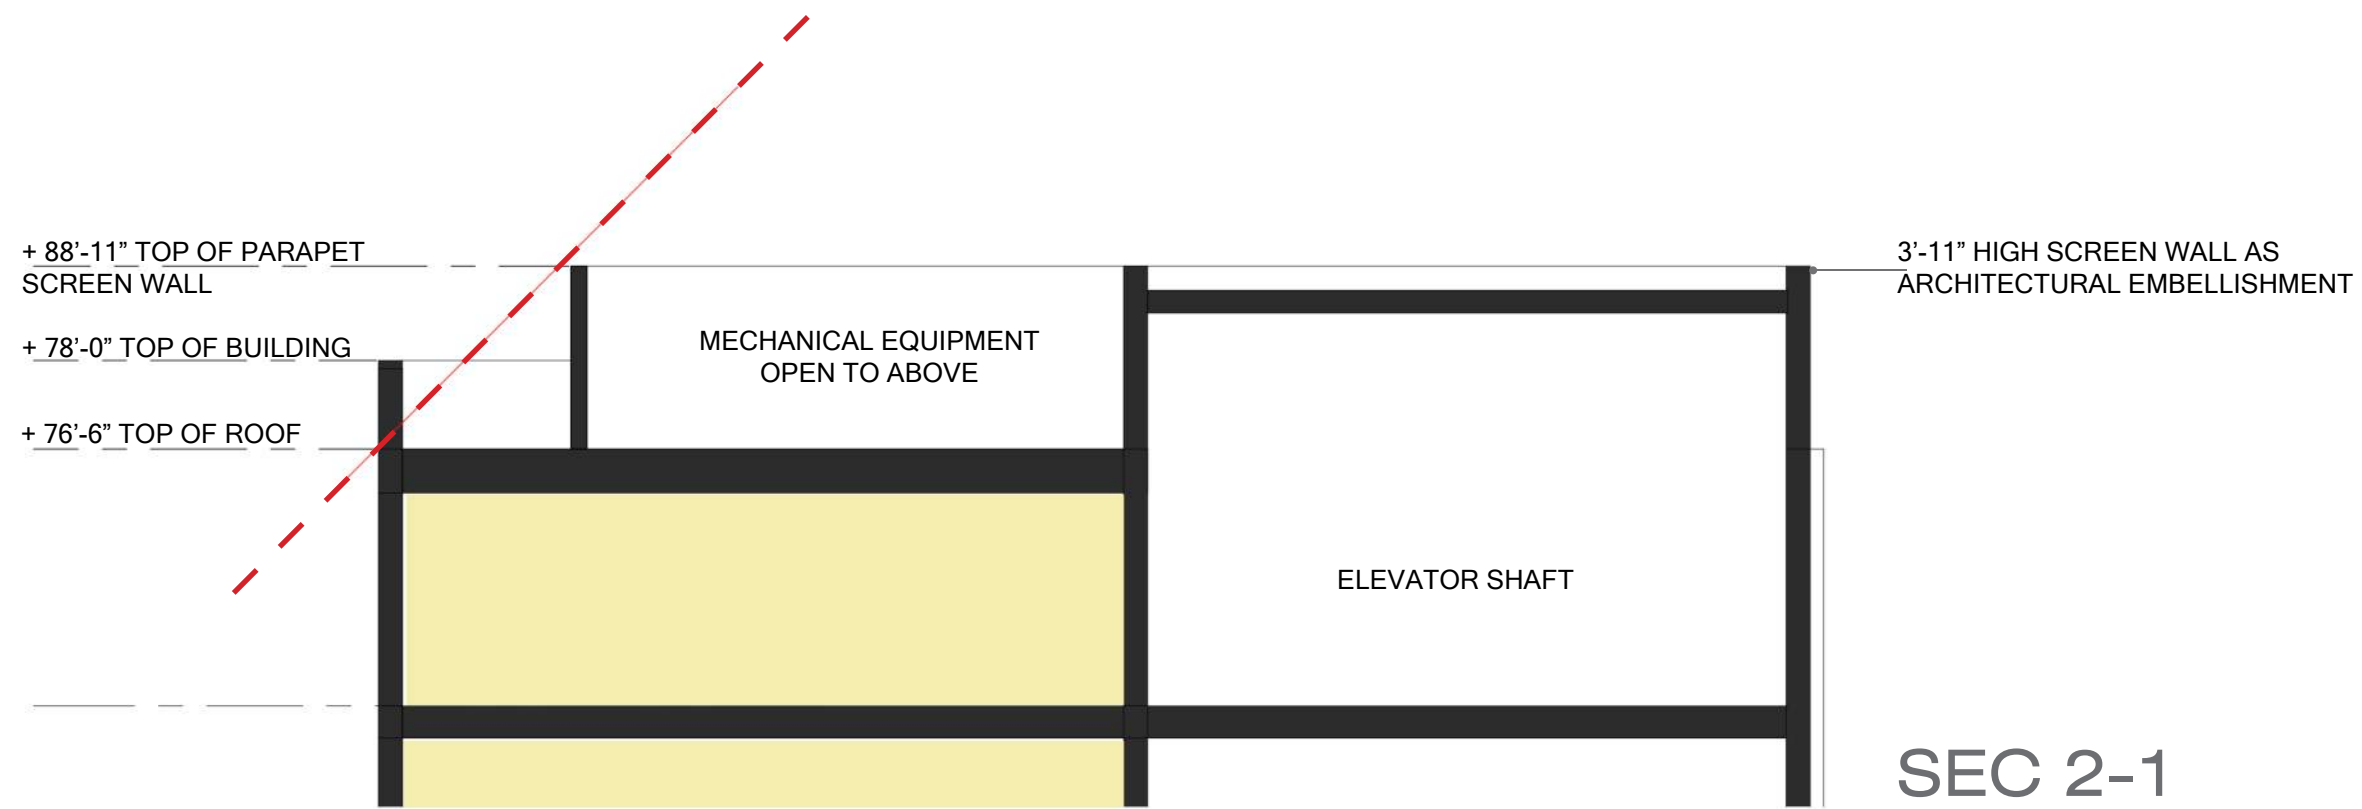 + 88’-11” TOP OF PARAPET
SCREEN WALL
+ 78’-0” TOP OF BUILDING
+ 76’-6” TOP OF ROOF
MECHANICAL EQUIPMENT
OPEN TO ABOVE
3’-11” HIGH SCREEN WALL AS
ARCHITECTURAL EMBELLISHMENT
ELEVATOR SHAFT
SEC 2-1